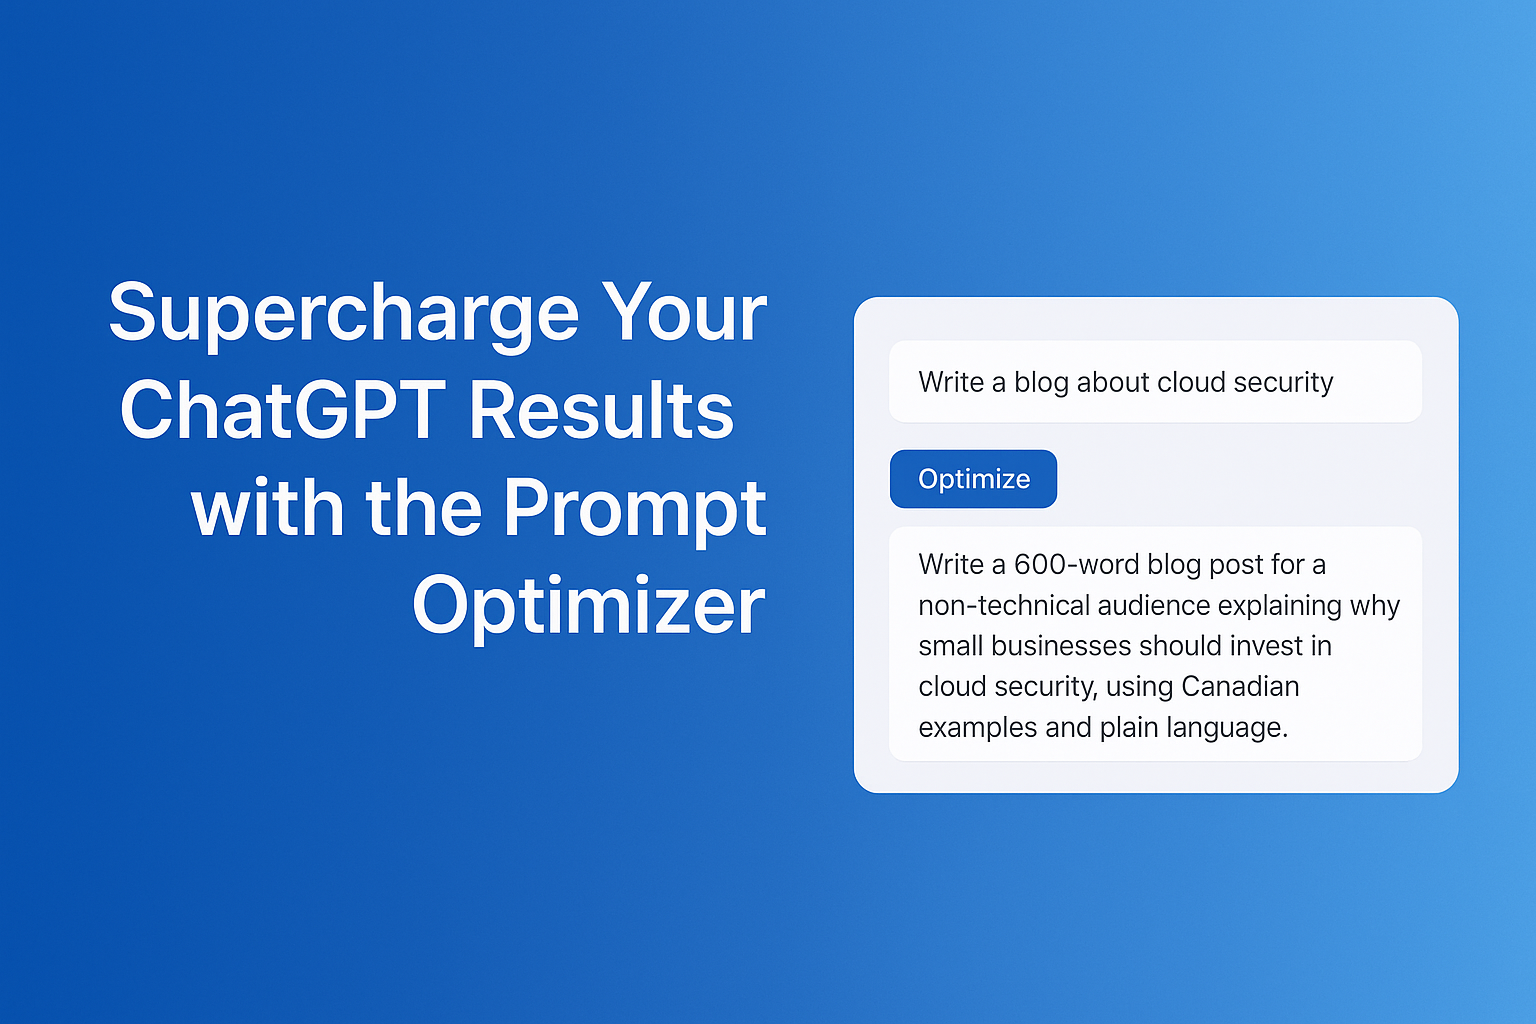 Supercharge Your
ChatGPT Results
with the Prompt
Optimizer
Write a blog about cloud security
Optimize
Write a 600-word blog post for a
non-technical audience explaining why
small businesses should invest in
cloud security, using Canadian
examples and plain language.